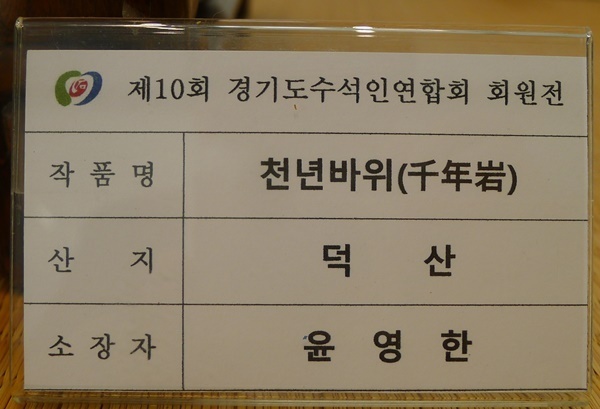 제10회 경기도수석인연합회 회원전
작 품 명 천년바위(千年岩)
산 지 덕 산
소 장 자 윤 영 한